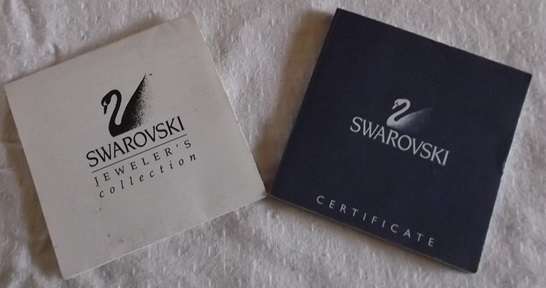 SWAROVSKI
JEWELER'S
collection
SWAROVSKI
CERTIFICATE